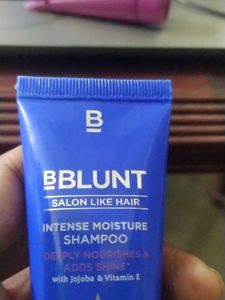 B
BBLUNT
SALON LIKE HAIR
INTENSE MOISTURE
SHAMPOO
DEEPLY NOURISHES &
ADDS SHINE*
with Jojoba & Vitamin E